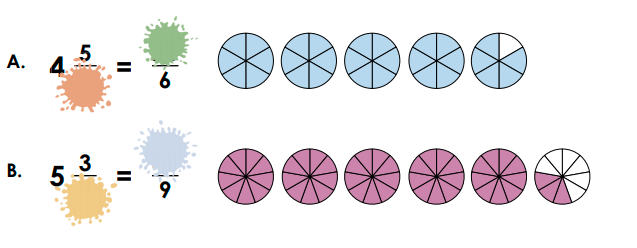 A. 4 5/ = /6
B. 5 3/ = /9